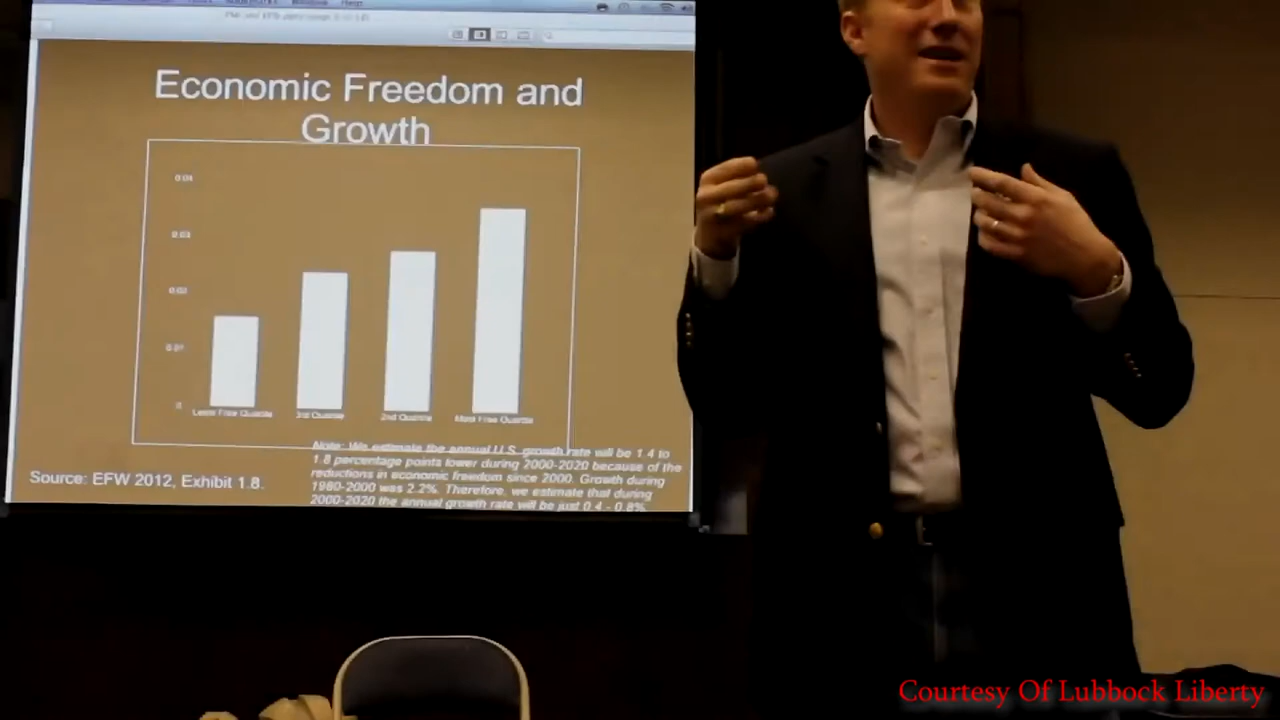 Window Help
Economic Freedom and
Growth
0.04
0.03
0.02
0.01
0
Least Free Quartile 3rd Quartile 2nd Quartile Most Free Quartile
Note: We estimate the annual U.S. growth rate will be 1.4 to
1.8 percentage points lower during 2000-2020 because of the
reductions in economic freedom since 2000. Growth during
1980-2000 was 2.2%. Therefore, we estimate that during
2000-2020 the annual growth rate will be just 0.4 - 0.8%.
Source: EFW 2012, Exhibit 1.8.
Courtesy Of Lubbock Liberty